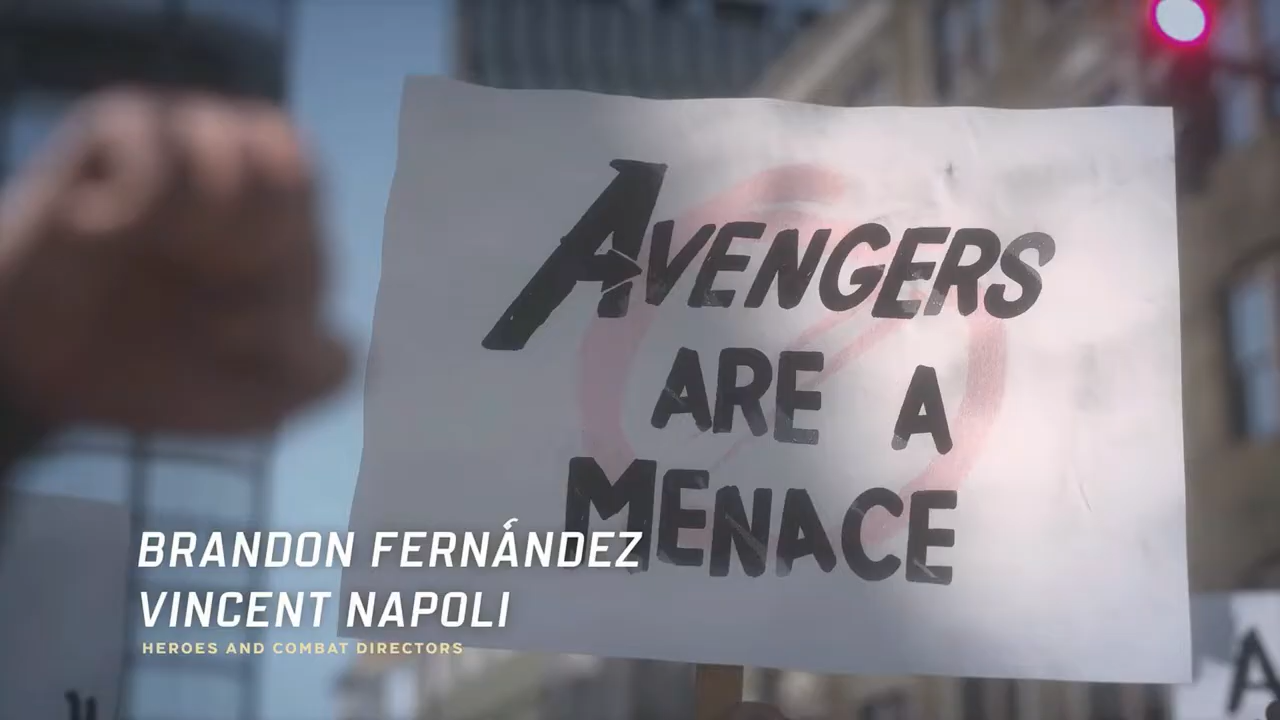 AVENGERS
ARE A
MENACE
BRANDON FERNÁNDEZ
VINCENT NAPOLI
HEROES AND COMBAT DIRECTORS
A